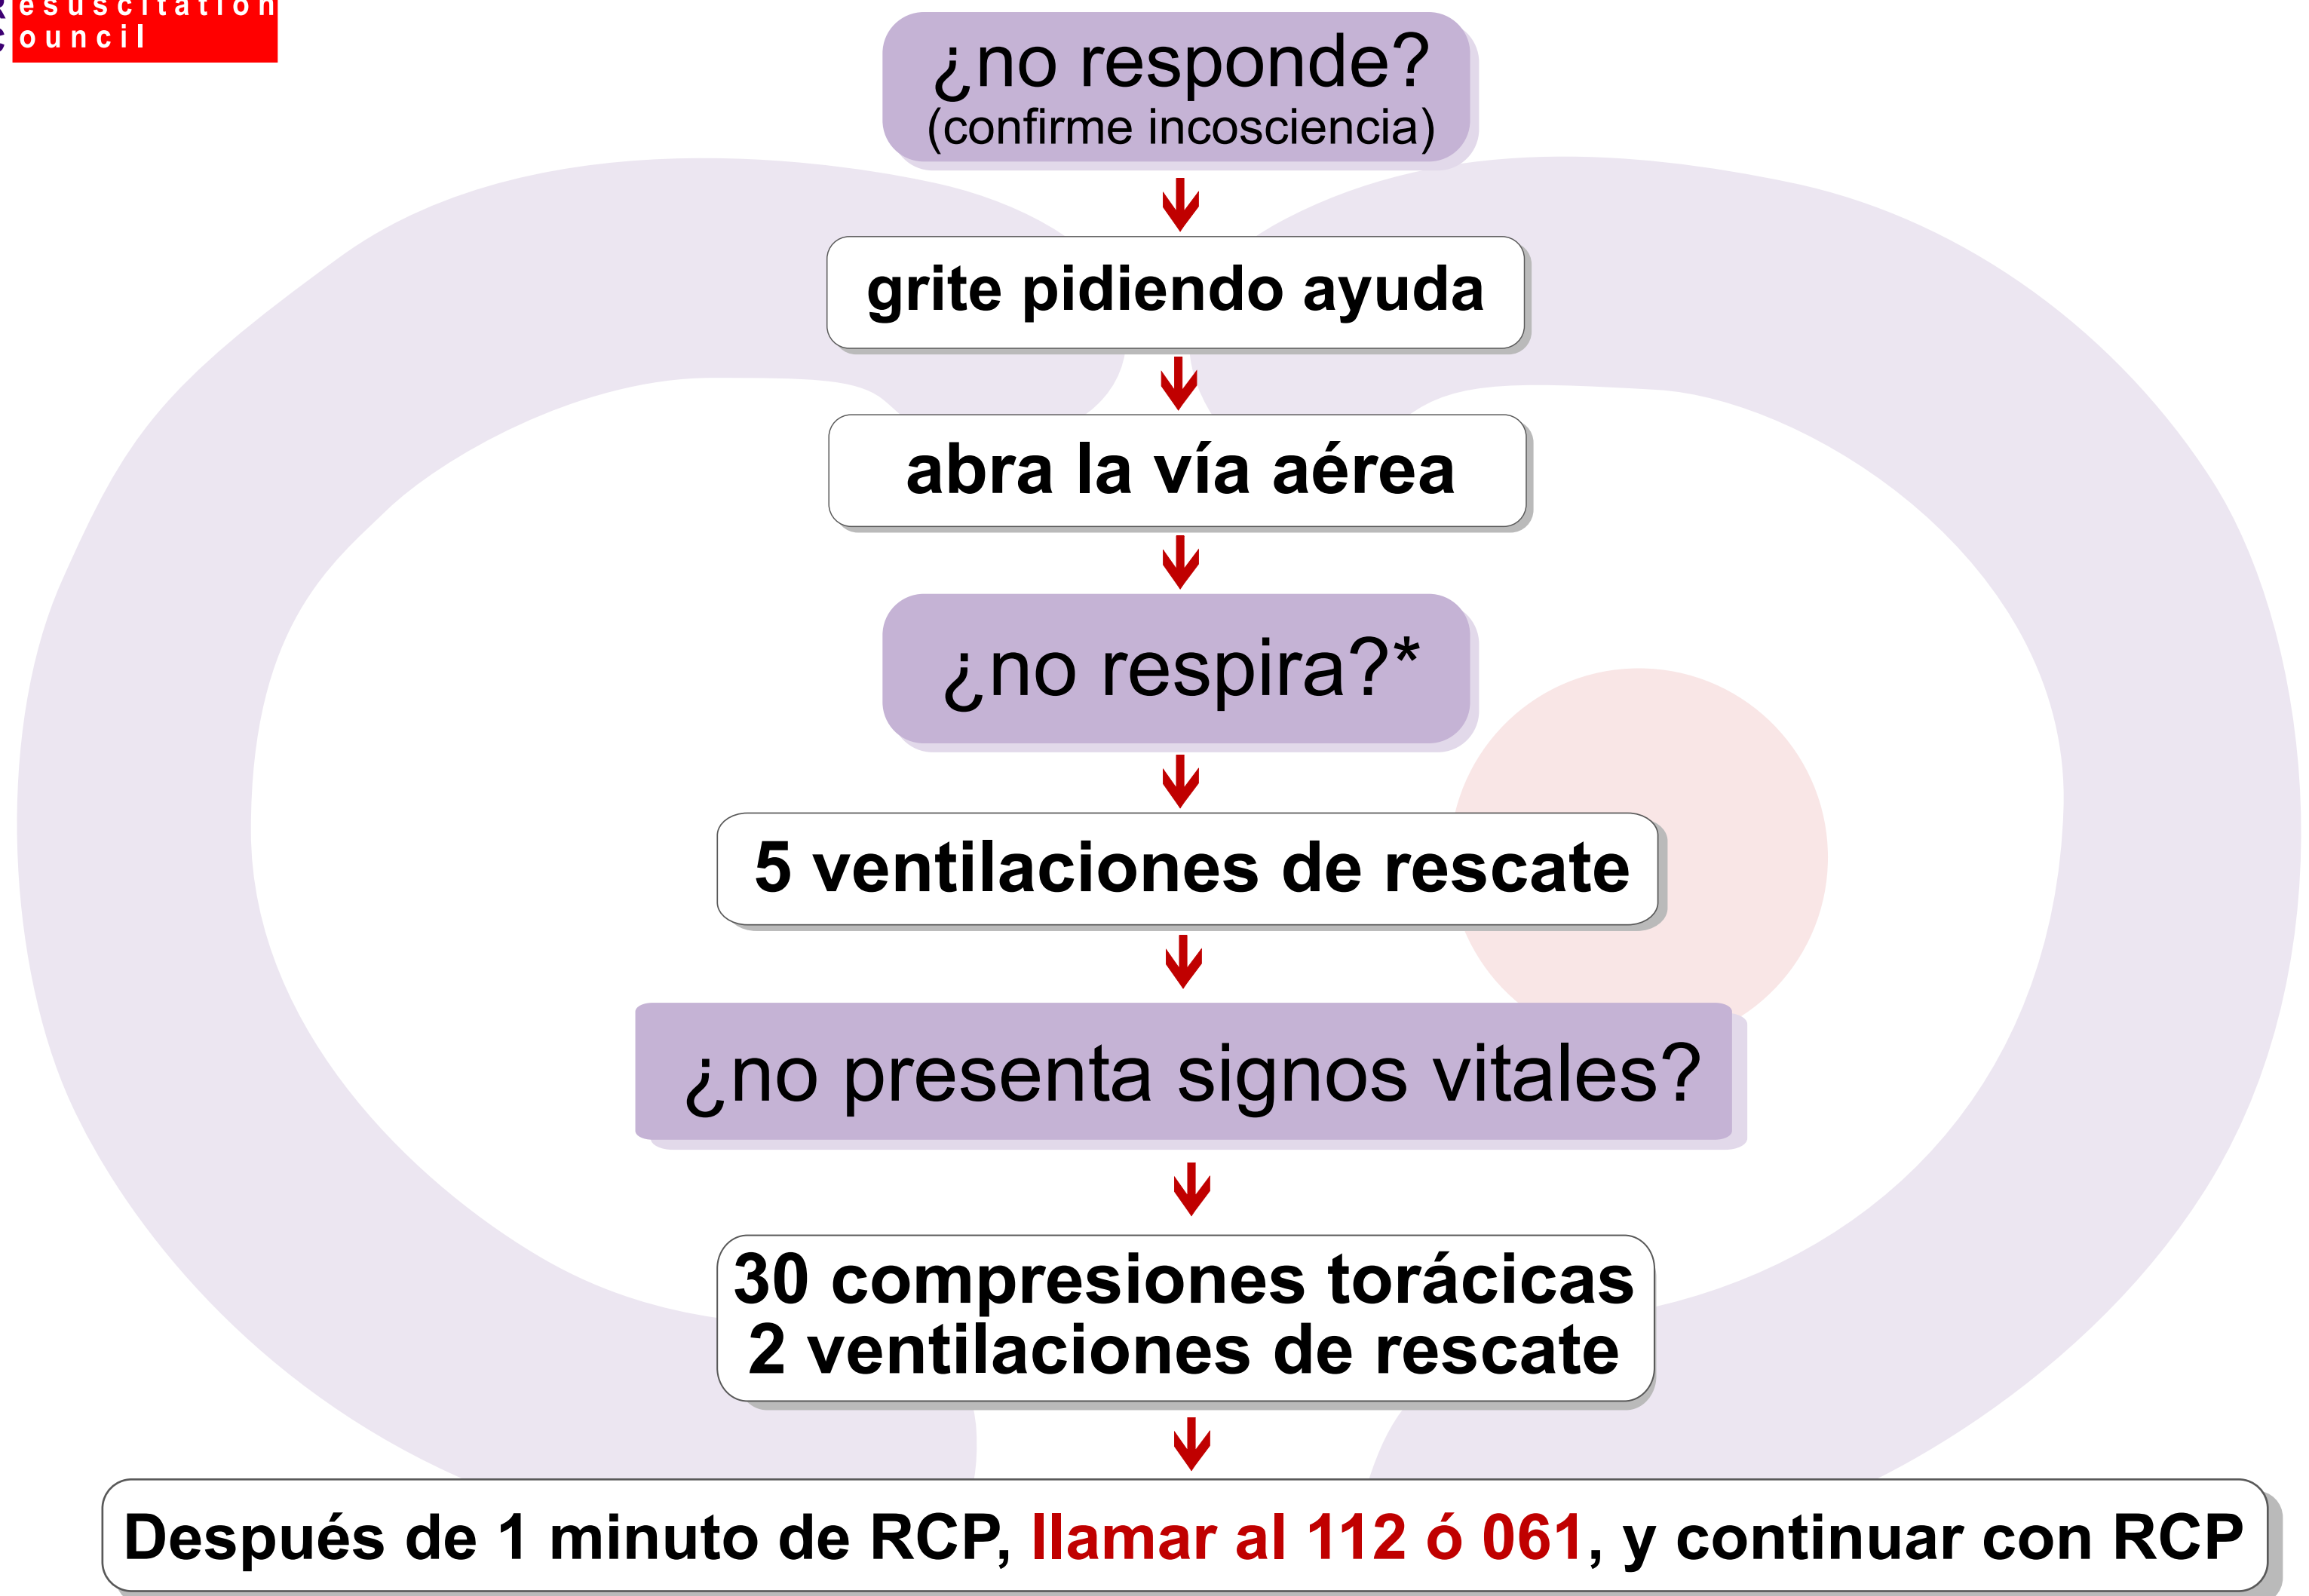 Resuscitation
Council
¿no responde?
(confirme incosciencia)
grite pidiendo ayuda
abra la vía aérea
¿no respira?*
5 ventilaciones de rescate
¿no presenta signos vitales?
30 compresiones torácicas
2 ventilaciones de rescate
Después de 1 minuto de RCP, llamar al 112 ó 061, y continuar con RCP